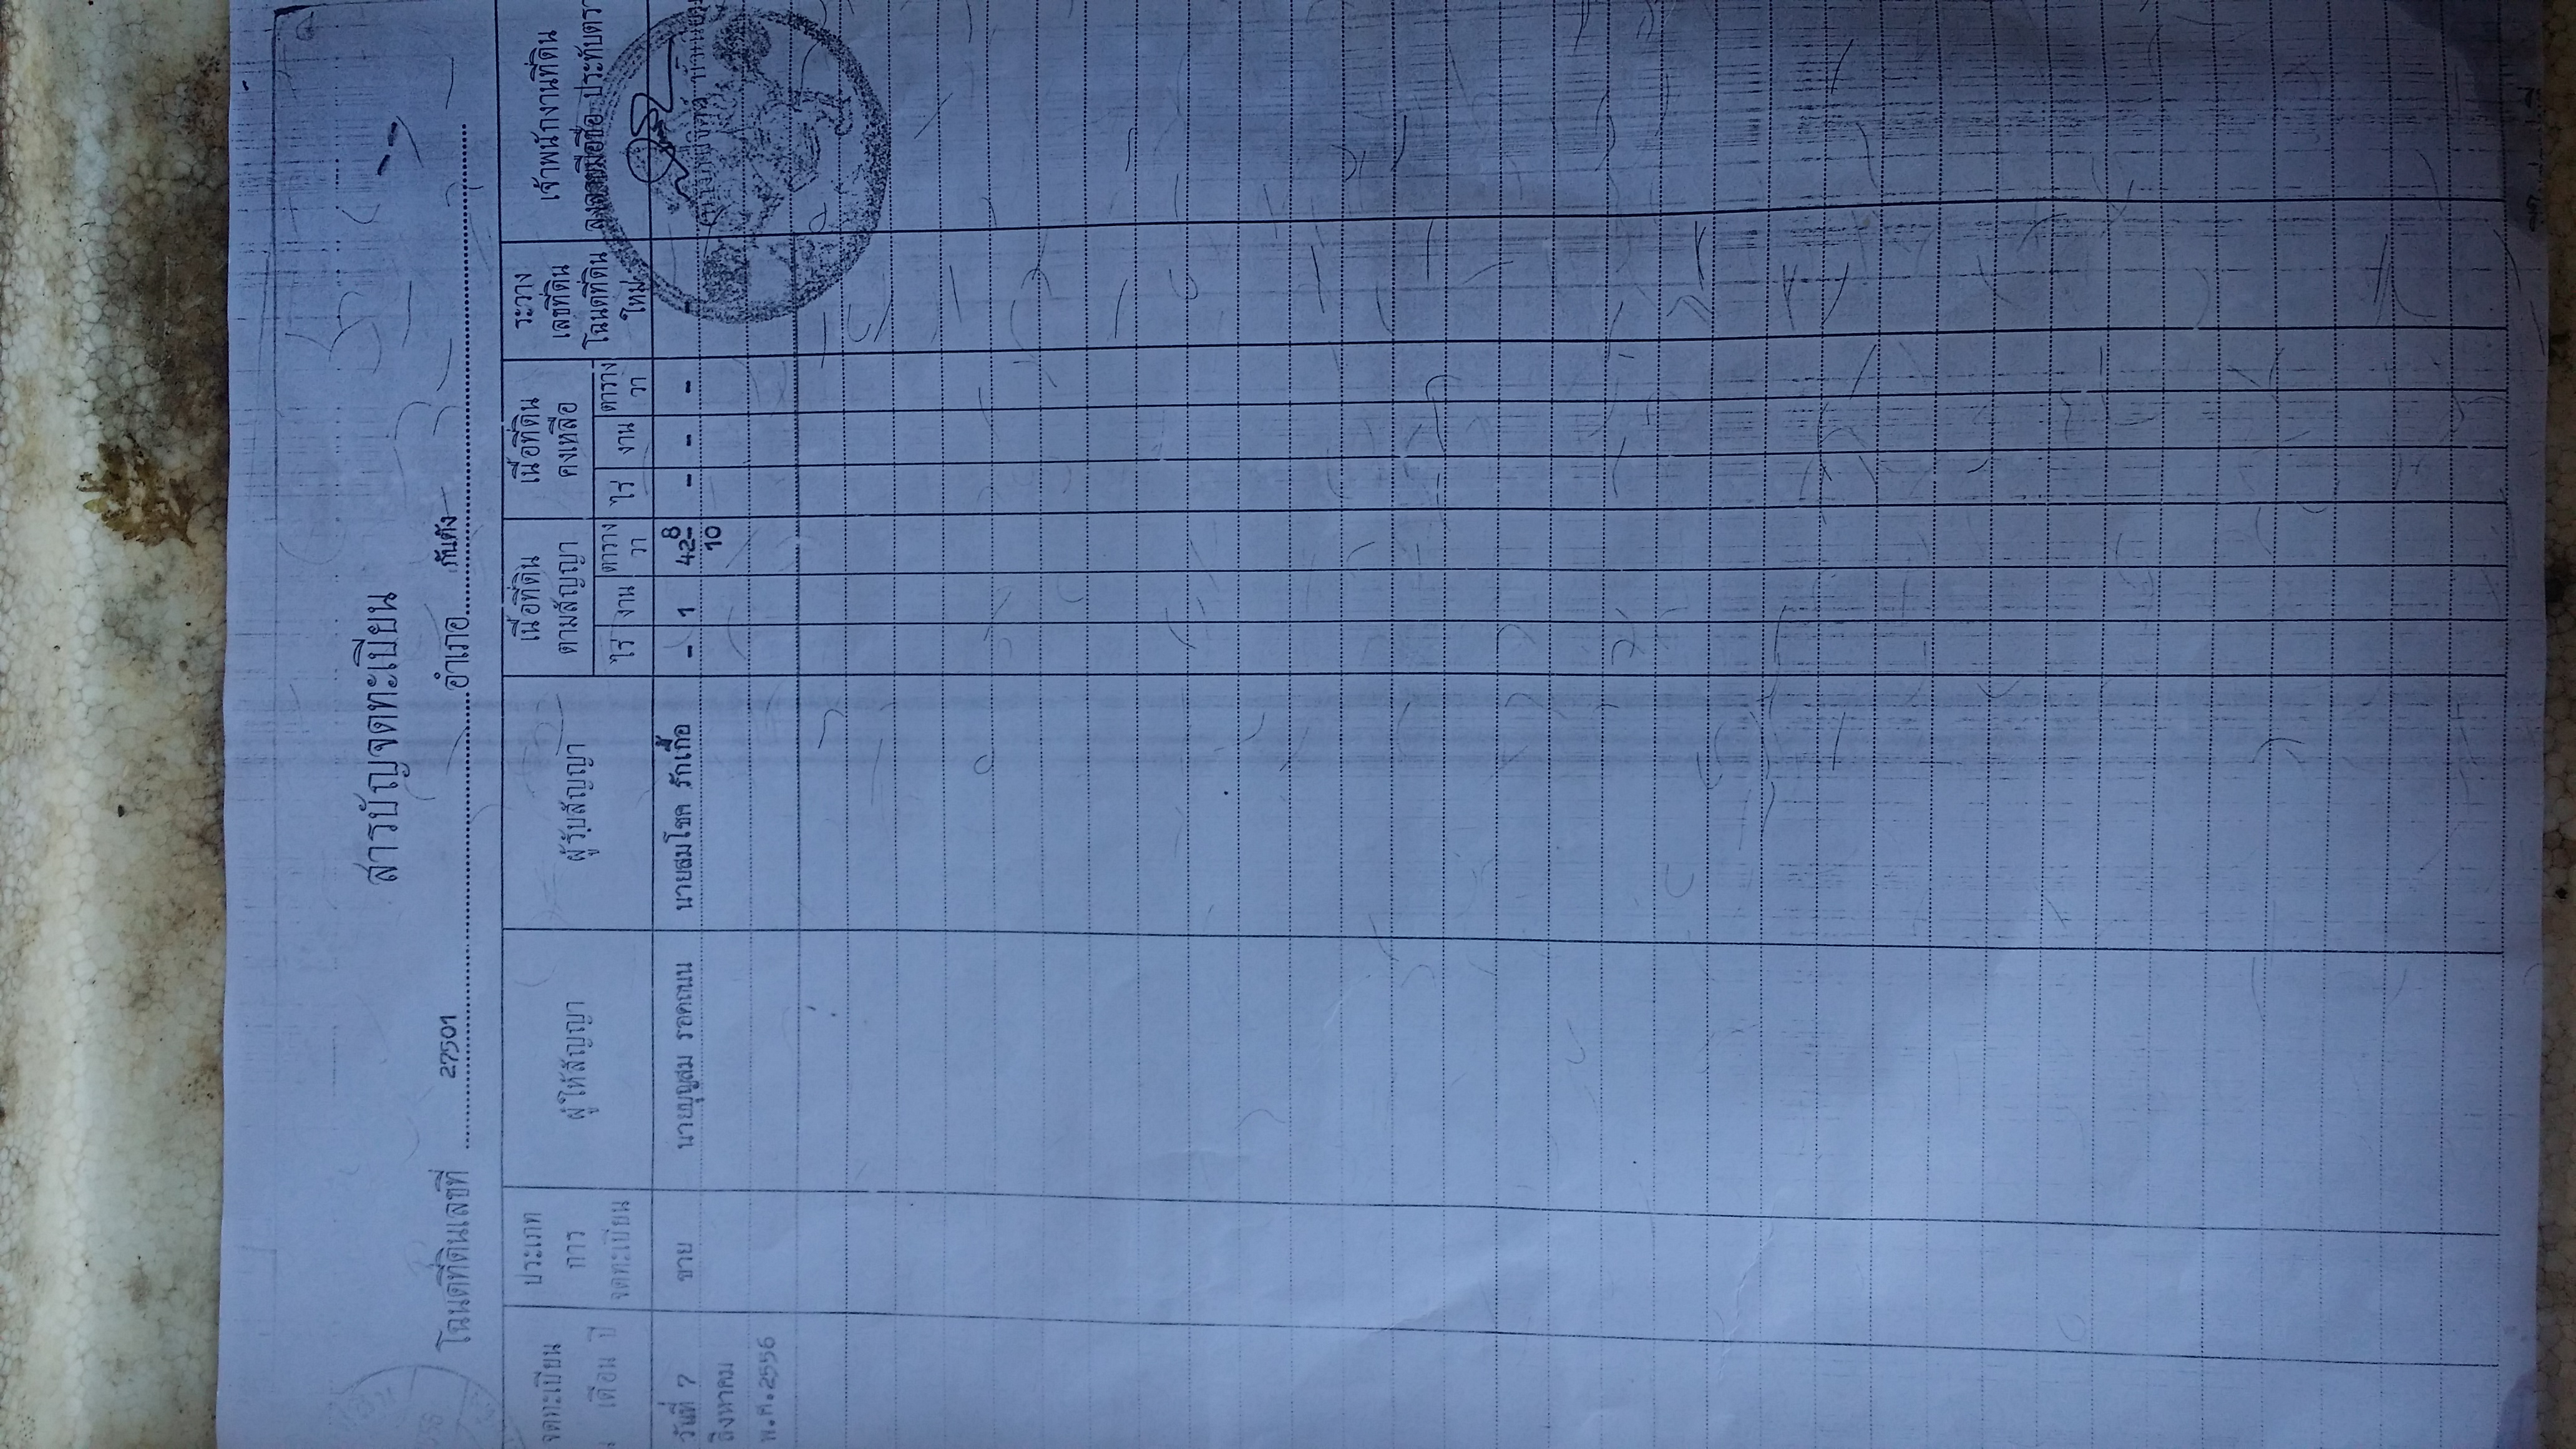 สารบัญจดทะเบียน
โฉนดที่ดินเลขที่ 27501 อำเภอ กันตัง
จดทะเบียน
เดือน ปี
ประเภท
การ
จดทะเบียน
ผู้ให้สัญญา
ผู้รับสัญญา
เนื้อที่ดิน
ตามสัญญา
ไร่ งาน ตาราง
วา
เนื้อที่ดิน
คงเหลือ
ไร่ งาน ตาราง
วา
ระวาง
เลขที่ดิน
โฉนดที่ดิน
ใหม่
เจ้าพนักงานที่ดิน
ลงลายมือชื่อ ประทับตรา
วันที่ 7 ขาย นายบุญสม รอดทนน นายสมโชค รักเกื้อ - 1 42 8/10 - - -
สิงหาคม
พ.ศ.2556